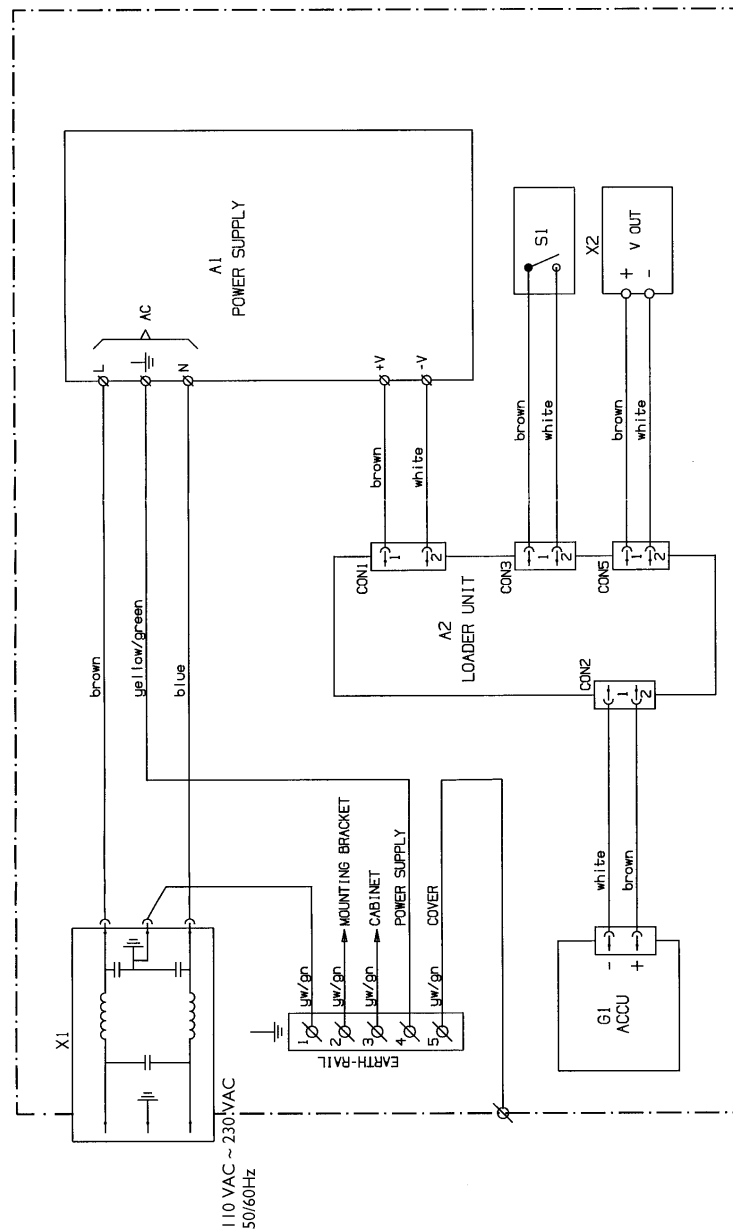 110 VAC ~ 230 VAC
50/60Hz
X1
brown
yellow/green
blue
L
N
AC
A1
POWER SUPPLY
+V
-V
EARTH-RAIL
1
2
3
4
5
yw/gn
yw/gn
yw/gn
yw/gn
MOUNTING BRACKET
CABINET
POWER SUPPLY
COVER
brown
white
CON1
1
2
A2
LOADER UNIT
CON3
1
2
brown
white
S1
CON5
1
2
brown
white
X2
+
-
V OUT
CON2
1
2
white
brown
-
+
G1
ACCU